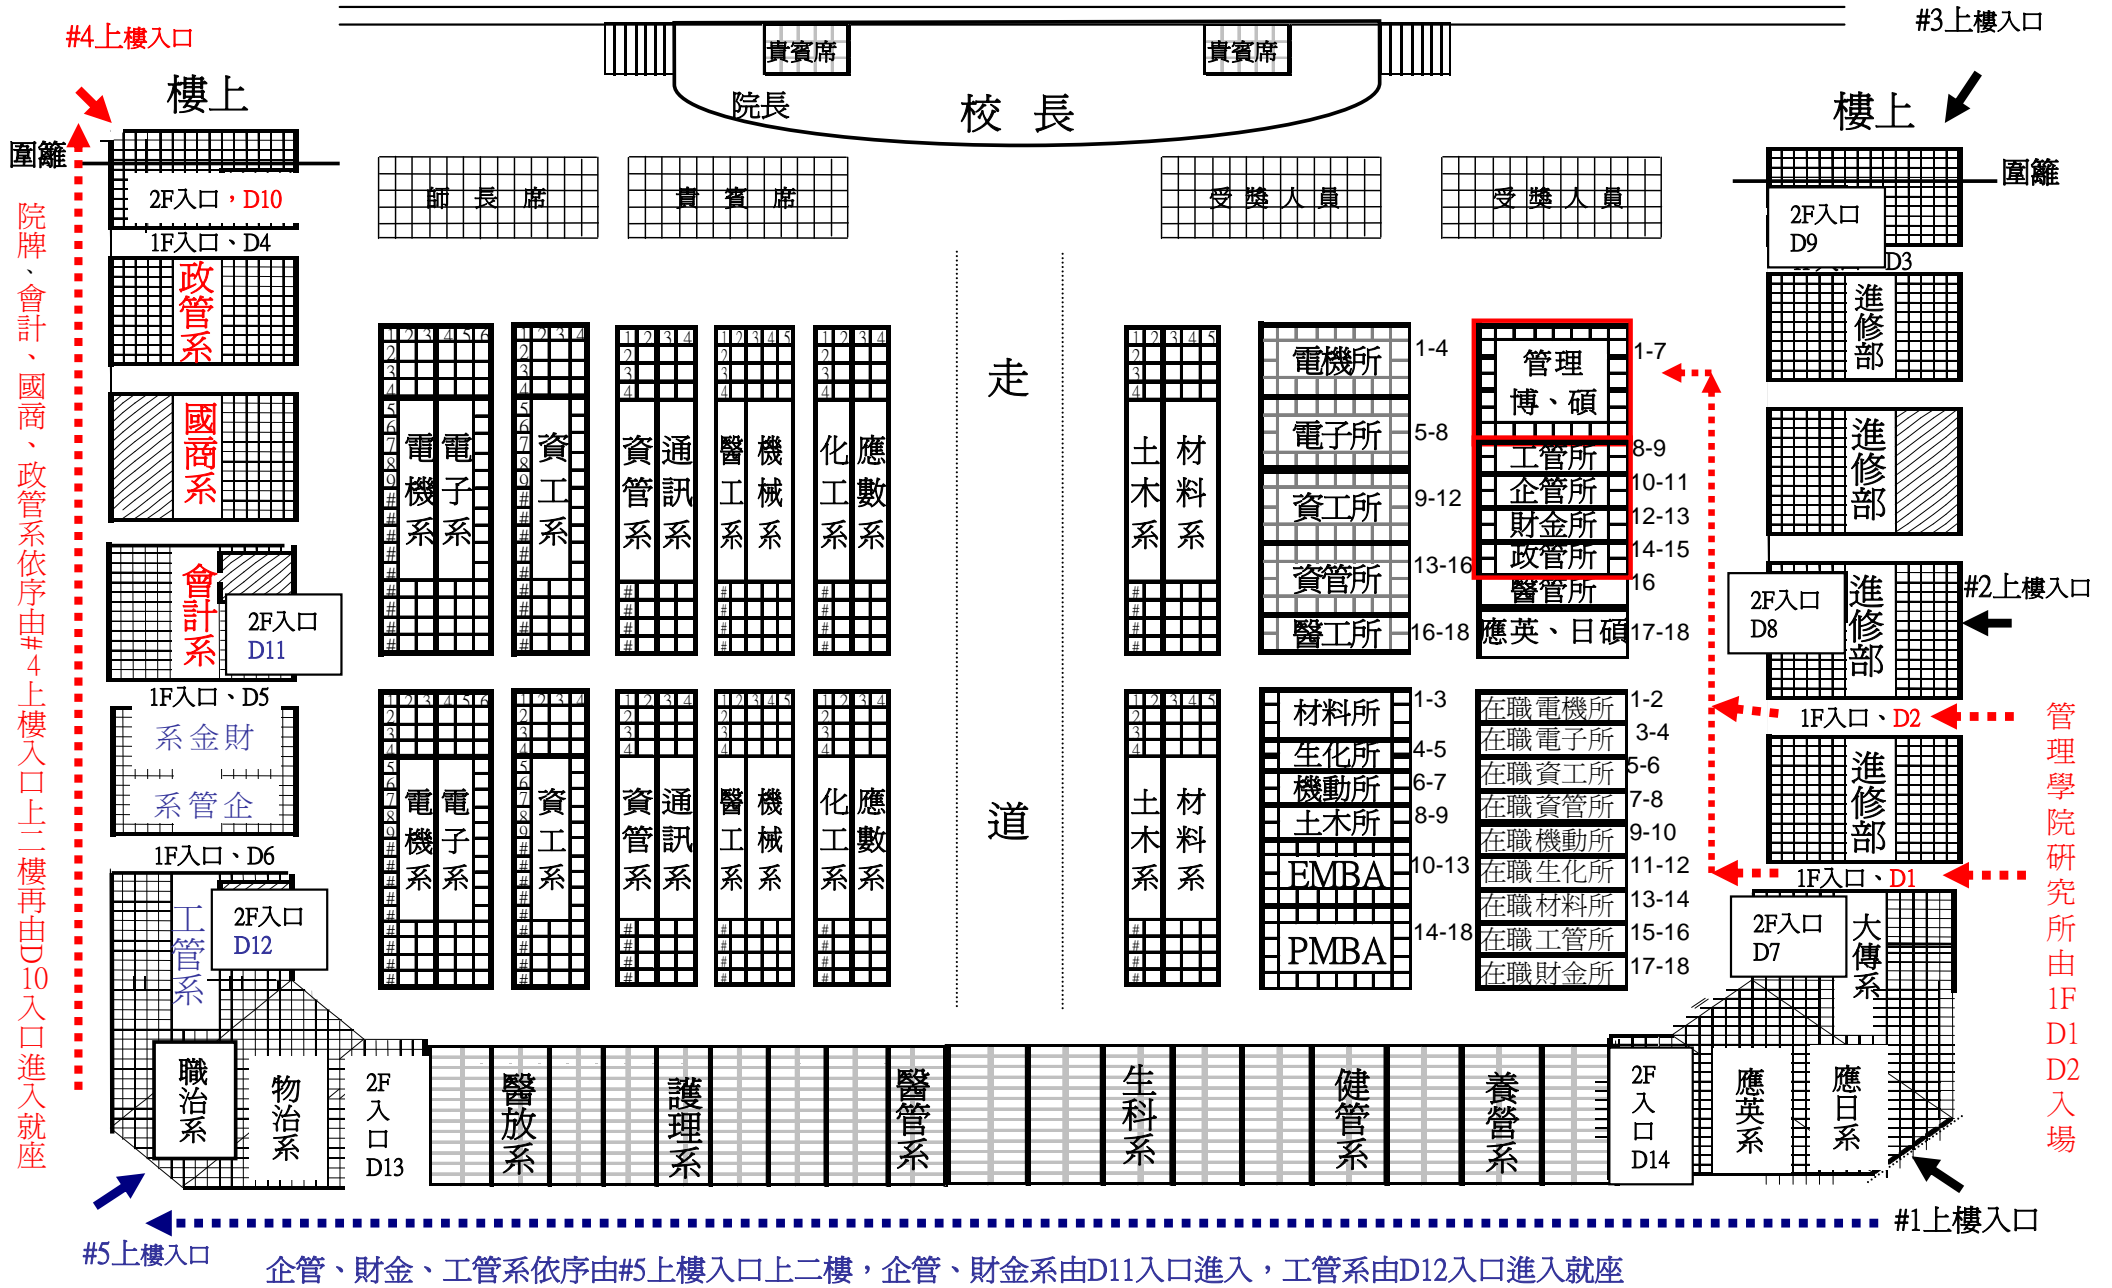 #4上樓入口
#3上樓入口
貴賓席
貴賓席
樓上
院長
校 長
樓上
圍籬
圍籬
2F入口，D10
師 長 席
貴 賓 席
受 獎 人 員
受 獎 人 員
2F入口
D9
1F入口、D4
D3
政管系
進修部
國商系
進修部
會計系
2F入口
D11
進修部
2F入口
D8
#2上樓入口
1F入口、D5
系金財
系管企
1F入口、D6
工管系
2F入口
D12
院牌、會計、國商、政管系依序由#4上樓入口上二樓再由D10入口進入就座
電機系
電子系
資工系
資管系
通訊系
醫工系
機械系
化工系
應數系
走
道
土木系
材料系
電機所
1-4
電子所
5-8
資工所
9-12
資管所
13-16
醫工所
16-18
管理
博、碩
1-7
工管所
8-9
企管所
10-11
財金所
12-13
政管所
14-15
醫管所
16
應英、日碩
17-18
電機系
電子系
資工系
資管系
通訊系
醫工系
機械系
化工系
應數系
土木系
材料系
材料所
1-3
生化所
4-5
機動所
6-7
土木所
8-9
EMBA
10-13
PMBA
14-18
在職電機所
1-2
在職電子所
3-4
在職資工所
5-6
在職資管所
7-8
在職機動所
9-10
在職生化所
11-12
在職材料所
13-14
在職工管所
15-16
在職財金所
17-18
1F入口、D2
進修部
1F入口、D1
管理學院研究所由1F D1 D2入場
2F入口
D7
大傳系
職治系
物治系
2F入口D13
醫放系
護理系
醫管系
生科系
健管系
養營系
2F入口D14
應英系
應日系
#1上樓入口
#5上樓入口
企管、財金、工管系依序由#5上樓入口上二樓，企管、財金系由D11入口進入，工管系由D12入口進入就座